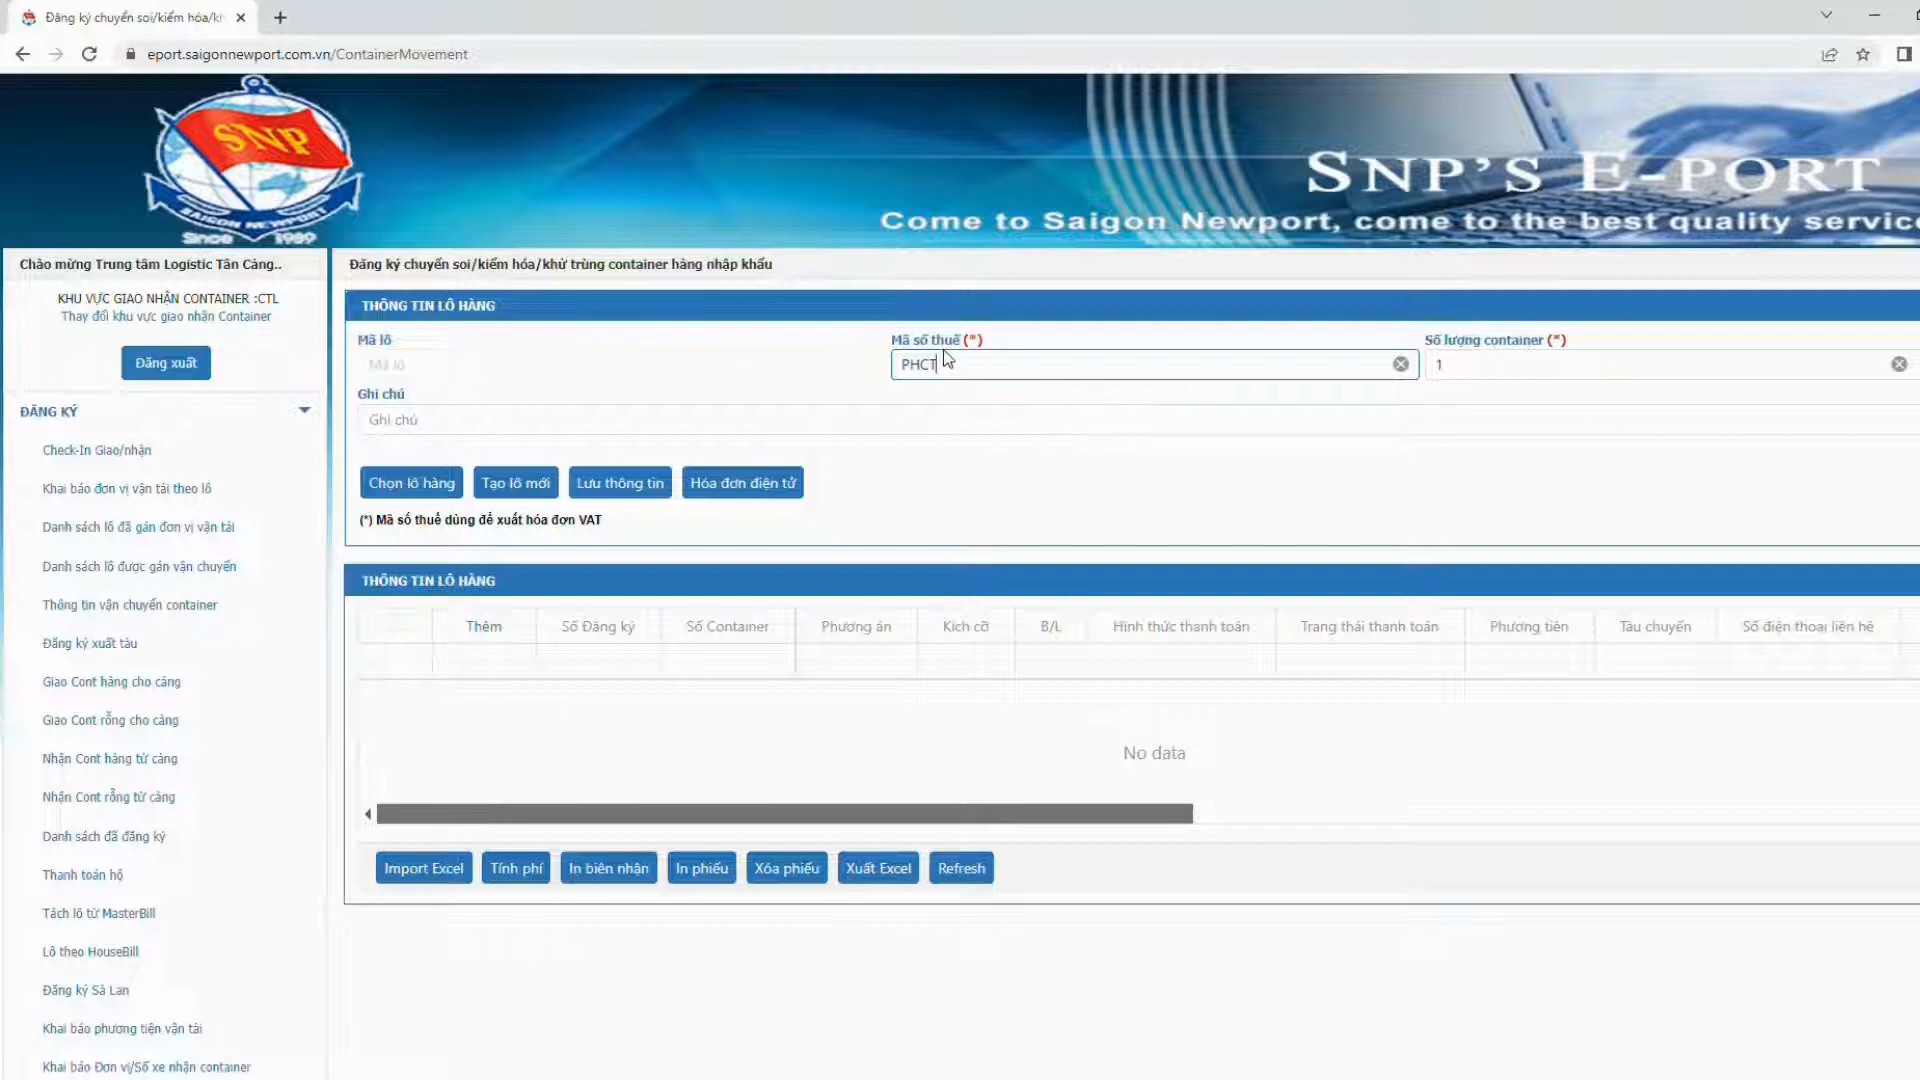 Đăng ký chuyển soi/kiểm hóa/kh
eport.saigonnewport.com.vn/ContainerMovement
SNP
SAIGON NEWPORT
Since 1989
SNP'S E-PORT
Come to Saigon Newport, come to the best quality service
Chào mừng Trung tâm Logistic Tân Cảng..
KHU VỰC GIAO NHẬN CONTAINER :CTL
Thay đổi khu vực giao nhận Container
Đăng xuất
ĐĂNG KÝ
Check-In Giao/nhận
Khai báo đơn vị vận tải theo lô
Danh sách lô đã gán đơn vị vận tải
Danh sách lô được gán vận chuyển
Thông tin vận chuyển container
Đăng ký xuất tàu
Giao Cont hàng cho cảng
Giao Cont rỗng cho cảng
Nhận Cont hàng từ cảng
Nhận Cont rỗng từ cảng
Danh sách đã đăng ký
Thanh toán hộ
Tách lô từ MasterBill
Lô theo HouseBill
Đăng ký Sà Lan
Khai báo phương tiện vận tải
Khai báo Đơn vị/Số xe nhận container
Đăng ký chuyển soi/kiểm hóa/khử trùng container hàng nhập khẩu
THÔNG TIN LÔ HÀNG
Mã lô
Mã số thuế (*)
Số lượng container (*)
Mã lô
PHCT
1
Ghi chú
Ghi chú
Chọn lô hàng
Tạo lô mới
Lưu thông tin
Hóa đơn điện tử
(*) Mã số thuế dùng để xuất hóa đơn VAT
THÔNG TIN LÔ HÀNG
Thêm
Số Đăng ký
Số Container
Phương án
Kích cỡ
B/L
Hình thức thanh toán
Trạng thái thanh toán
Phương tiện
Tàu chuyến
Số điện thoại liên hệ
No data
Import Excel
Tính phí
In biên nhận
In phiếu
Xóa phiếu
Xuất Excel
Refresh